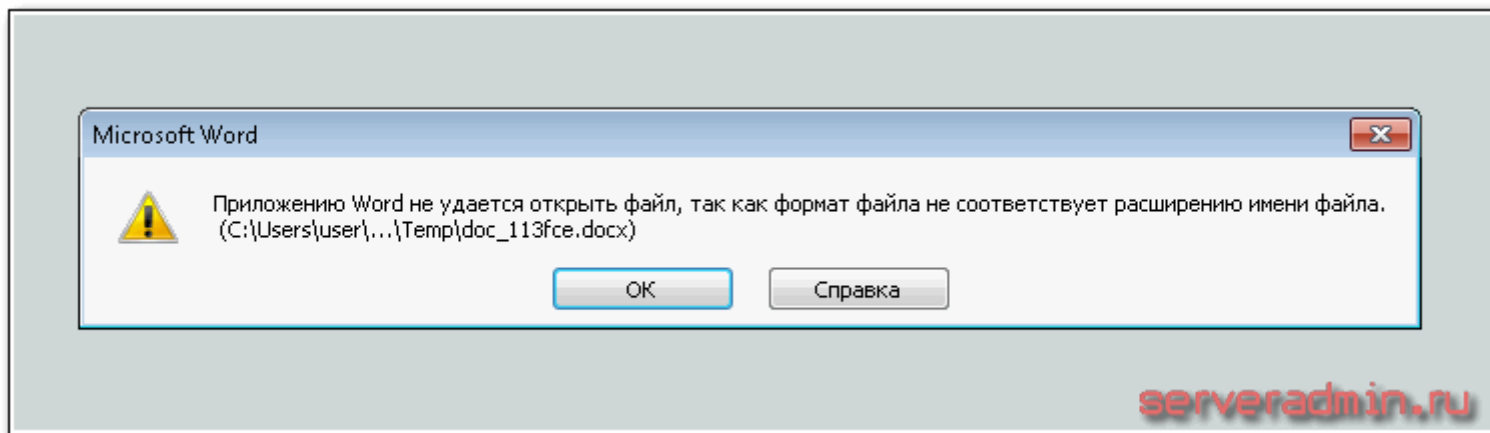 Microsoft Word
Приложению Word не удается открыть файл, так как формат файла не соответствует расширению имени файла.
(C:\Users\user\...\Temp\doc_113fce.docx)
ОК
Справка
serveradmin.ru